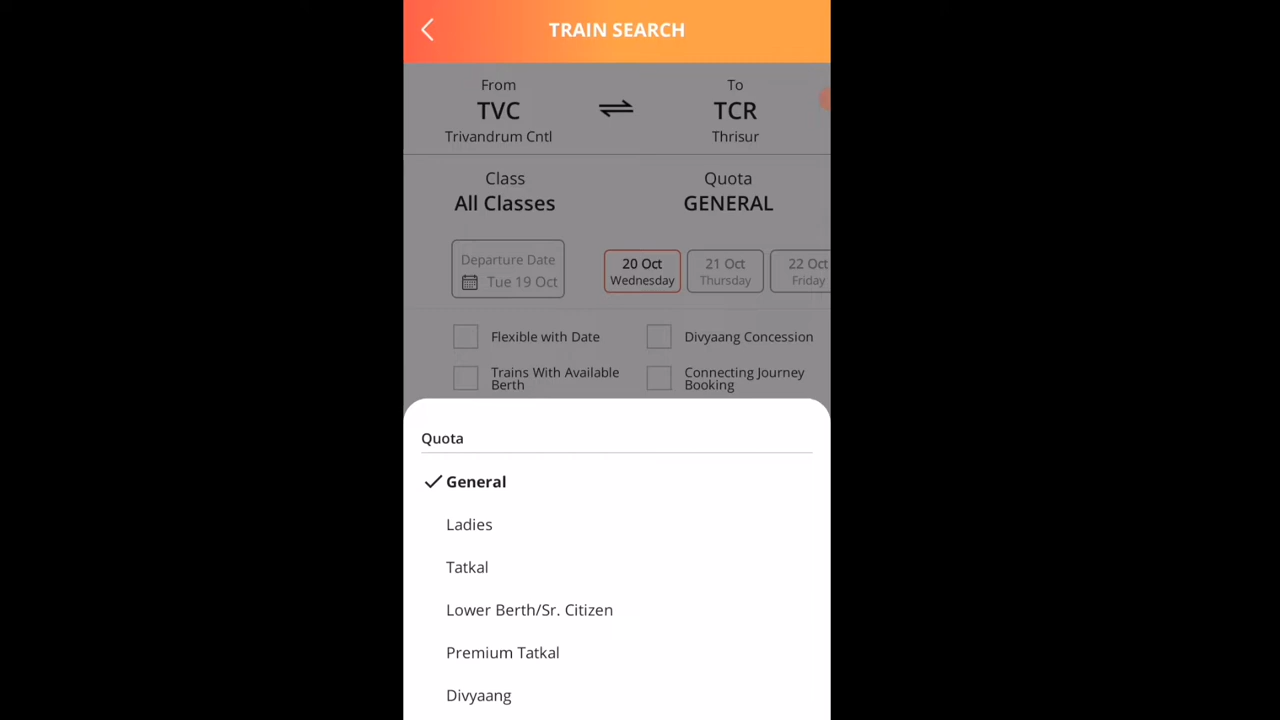 TRAIN SEARCH
From
TVC
Trivandrum Cntl
To
TCR
Thrisur
Class
All Classes
Quota
GENERAL
Departure Date
Tue 19 Oct
20 Oct
Wednesday
21 Oct
Thursday
22 Oct
Friday
Flexible with Date
Divyaang Concession
Trains With Available
Berth
Connecting Journey
Booking
Quota
General
Ladies
Tatkal
Lower Berth/Sr. Citizen
Premium Tatkal
Divyaang